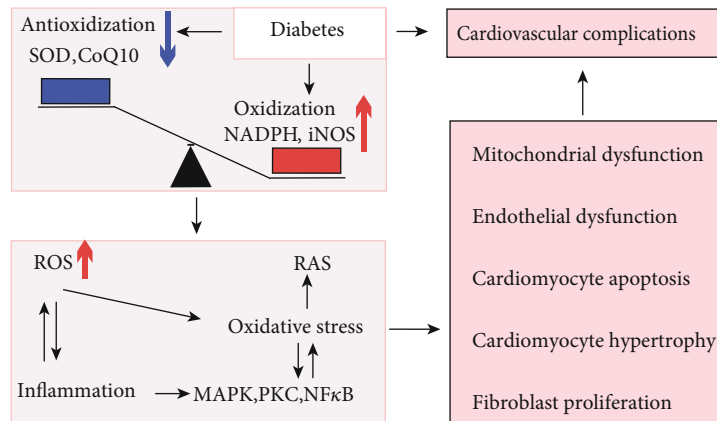 Antioxidization
SOD,CoQ10
Diabetes
Oxidization
NADPH, iNOS
Cardiovascular complications
ROS
RAS
Oxidative stress
Inflammation
MAPK,PKC,NFκB
Mitochondrial dysfunction
Endothelial dysfunction
Cardiomyocyte apoptosis
Cardiomyocyte hypertrophy
Fibroblast proliferation